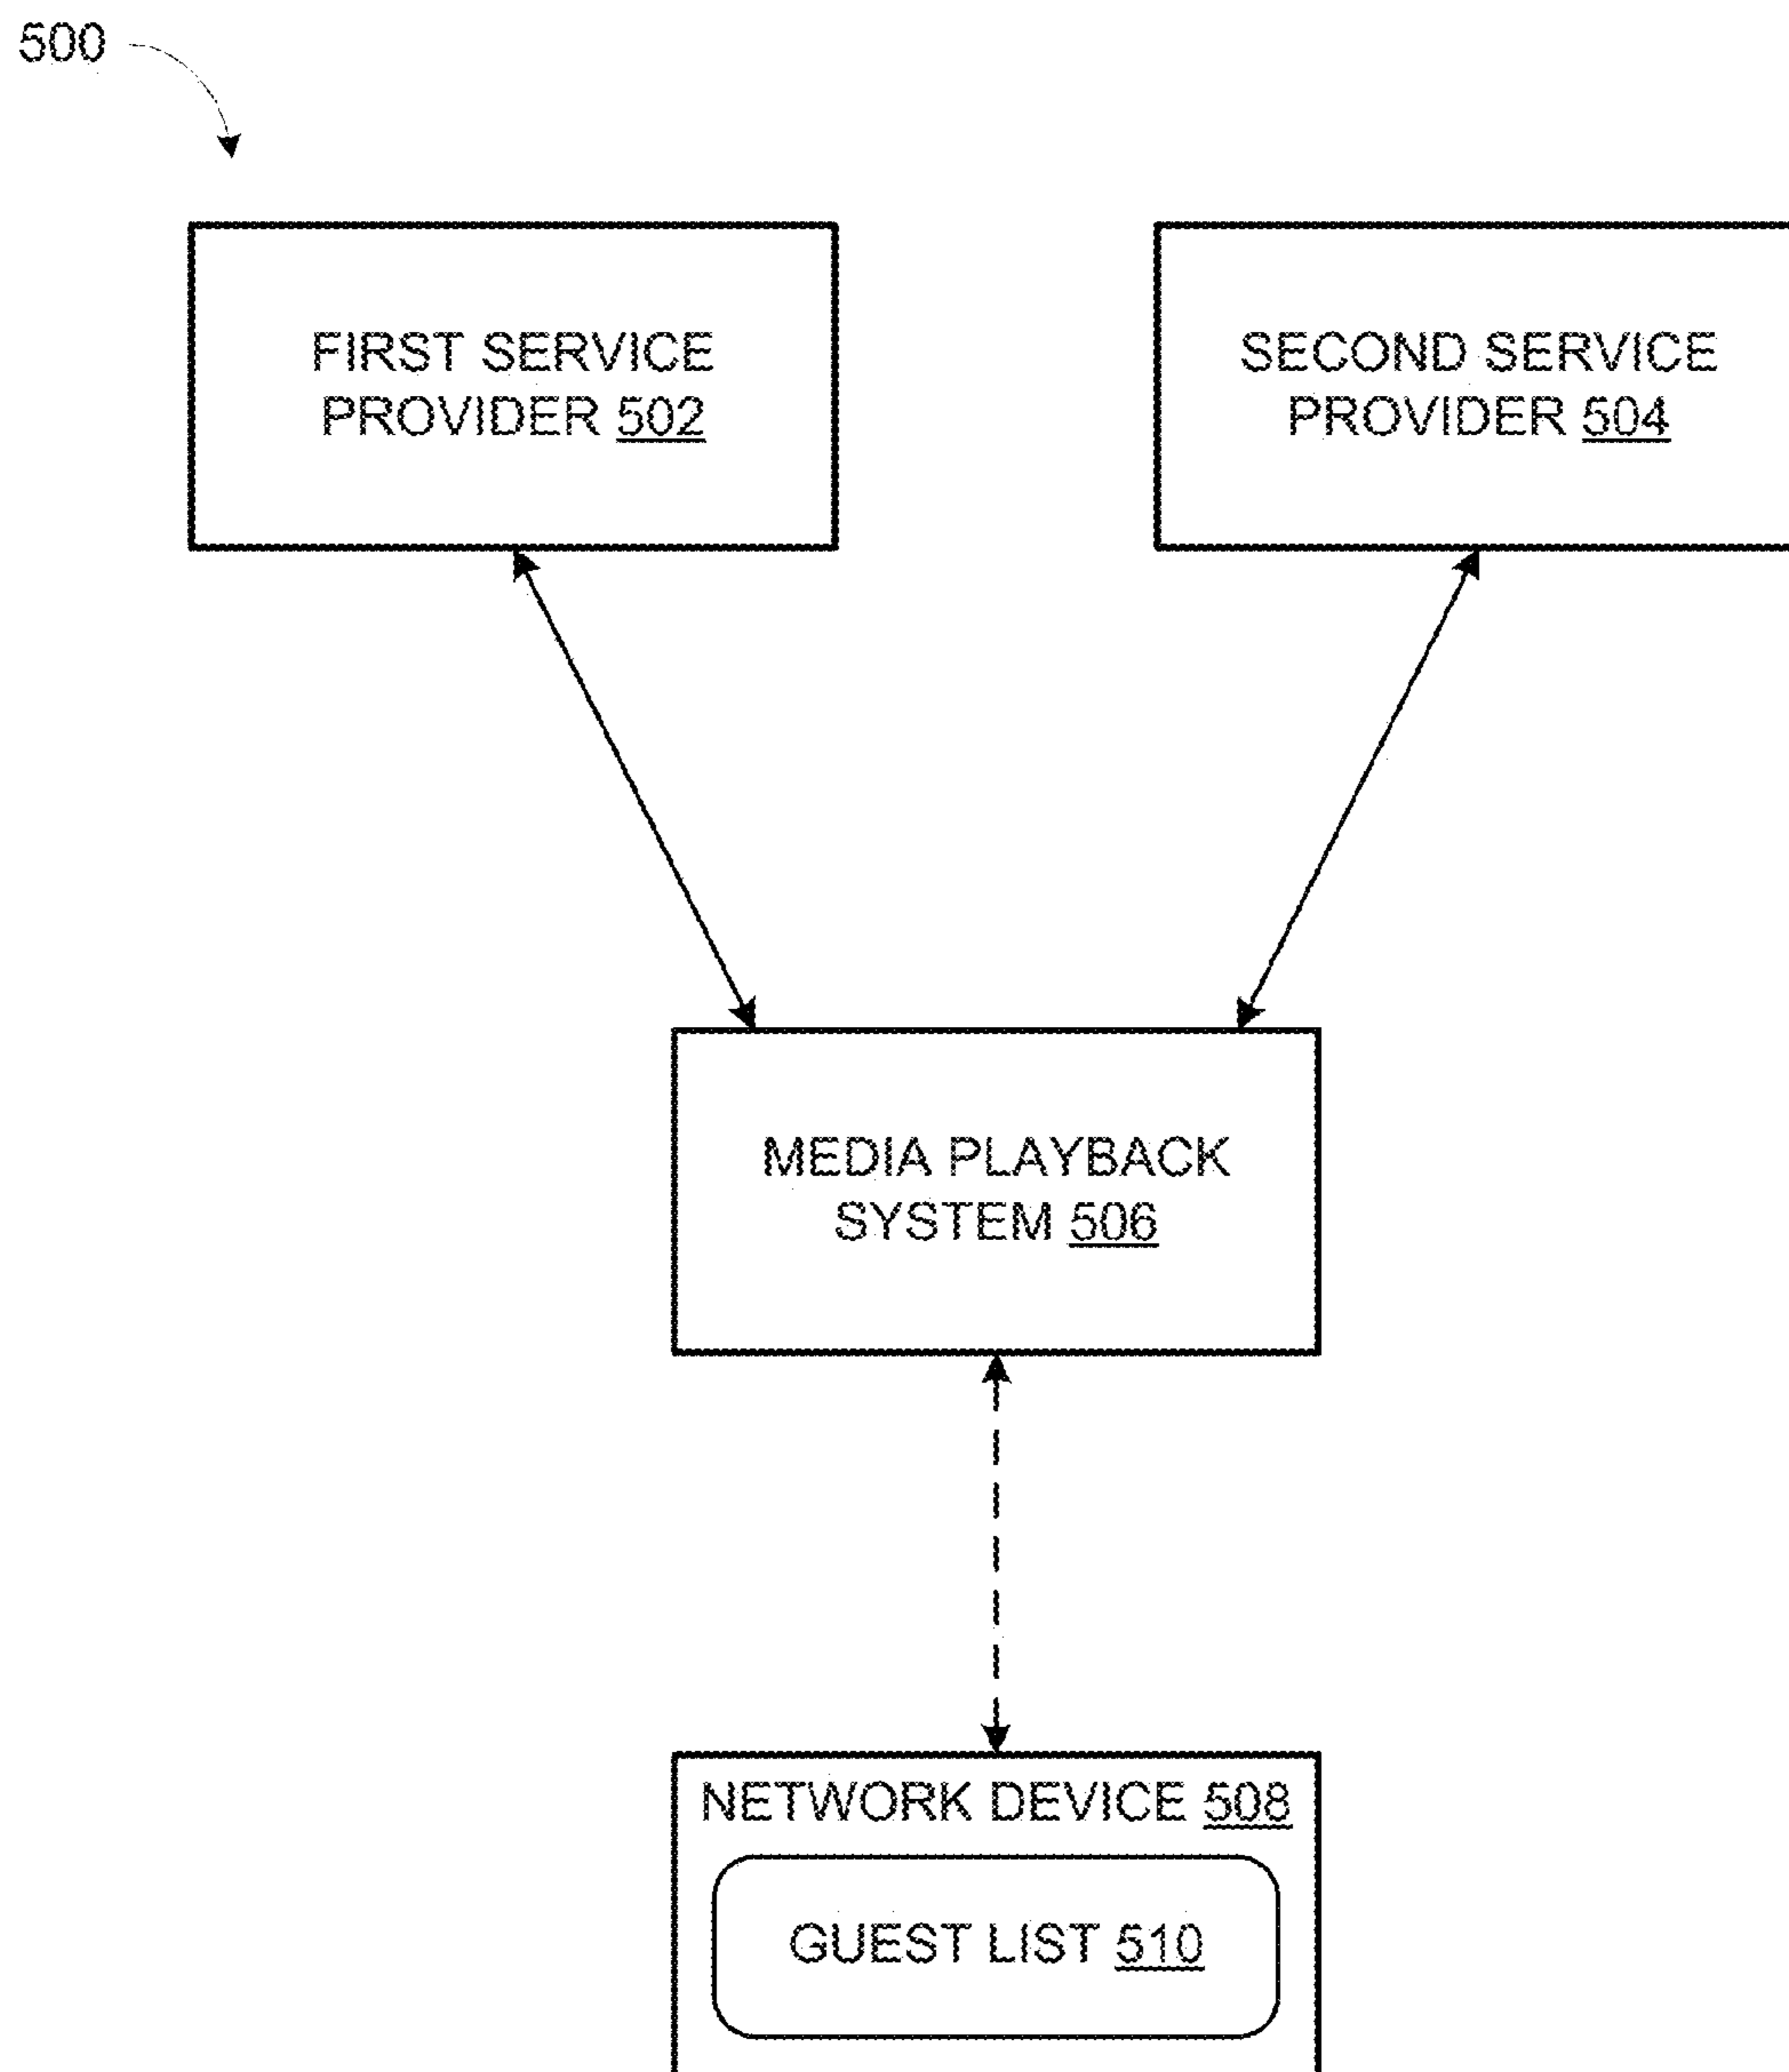 500
FIRST SERVICE
PROVIDER 502
SECOND SERVICE
PROVIDER 504
MEDIA PLAYBACK
SYSTEM 506
NETWORK DEVICE 508
GUEST LIST 510